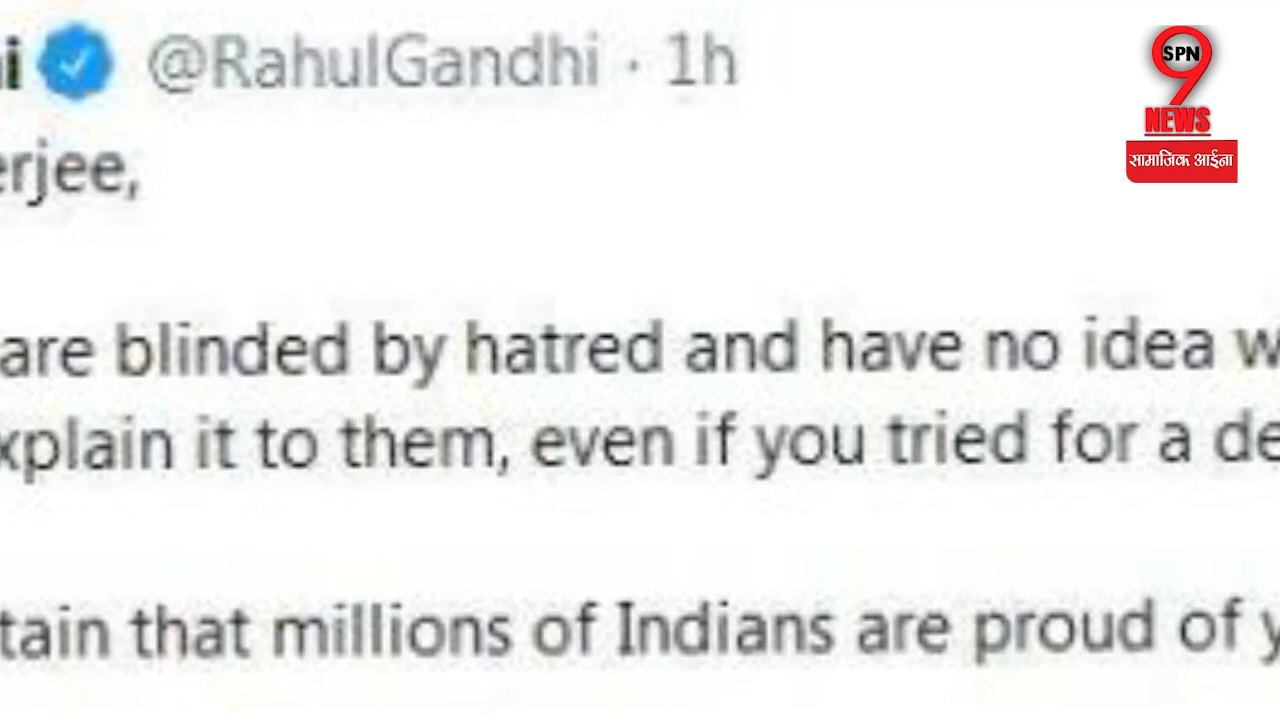 i @RahulGandhi · 1h
erjee,
are blinded by hatred and have no idea w
xplain it to them, even if you tried for a de
tain that millions of Indians are proud of y
SPN
9
NEWS
सामाजिक आईना